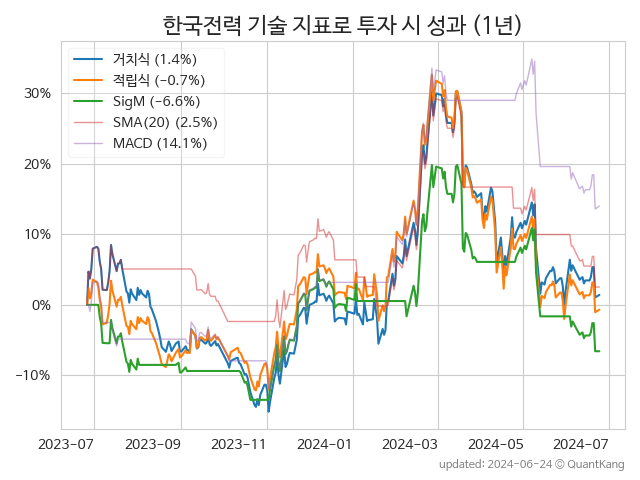 한국전력 기술 지표로 투자 시 성과 (1년)
거치식 (1.4%)
적립식 (−0.7%)
SigM (−6.6%)
SMA(20) (2.5%)
MACD (14.1%)
30%
20%
10%
0%
−10%
2023-07 2023-09 2023-11 2024-01 2024-03 2024-05 2024-07
updated: 2024-06-24 © QuantKang